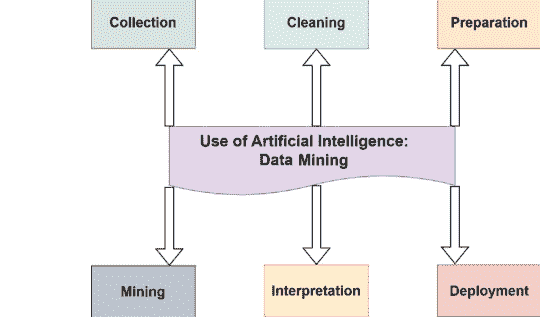 Collection
Cleaning
Preparation
Use of Artificial Intelligence:
Data Mining
Mining
Interpretation
Deployment